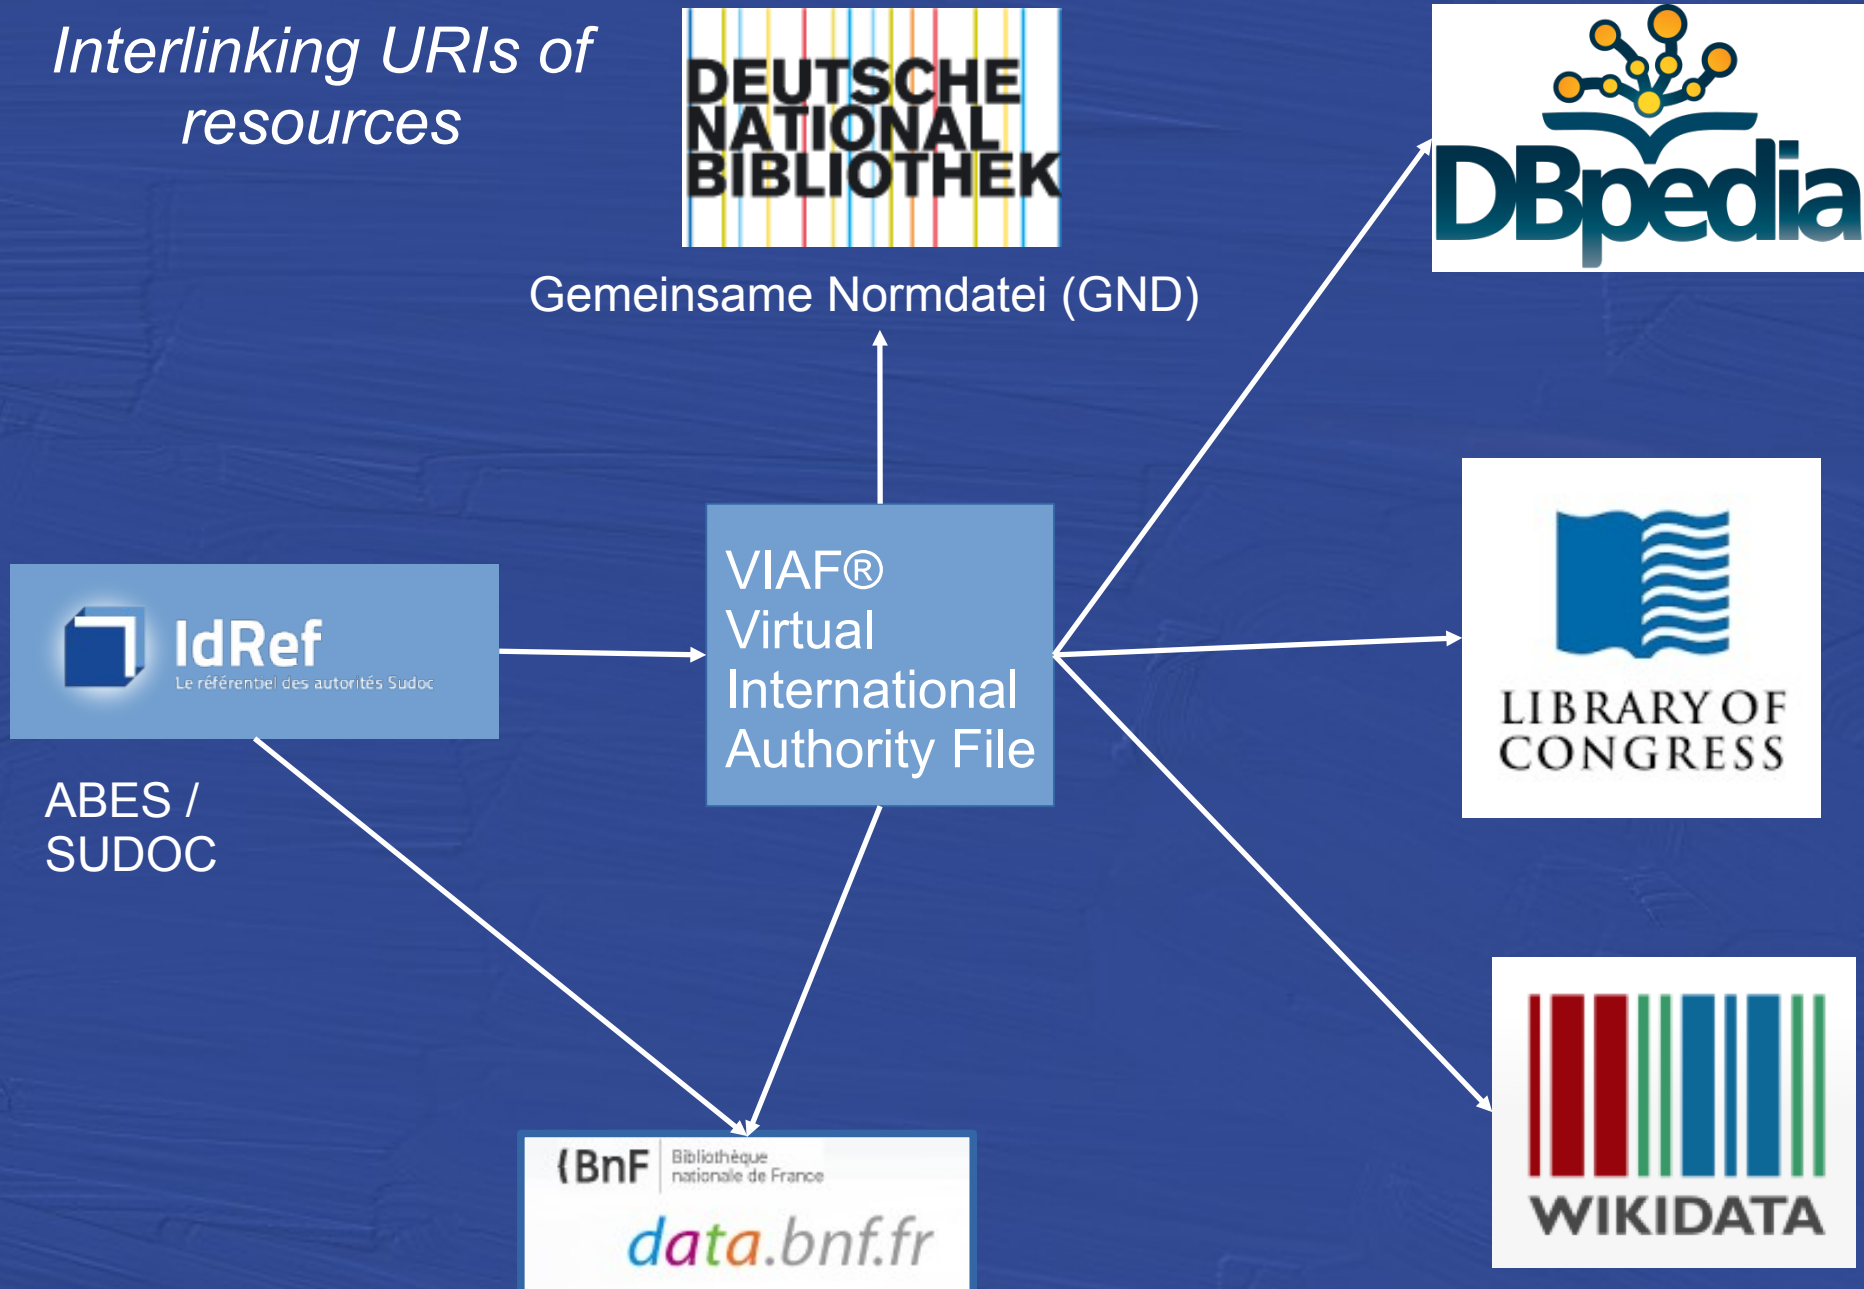 Interlinking URIs of
resources
DEUTSCHE
NATIONAL
BIBLIOTHEK
Gemeinsame Normdatei (GND)
DBpedia
IdRef
Le référentiel des autorités Sudoc
ABES /
SUDOC
VIAF®
Virtual
International
Authority File
LIBRARY OF
CONGRESS
{BnF
Bibliothèque
nationale de France
data.bnf.fr
WIKIDATA